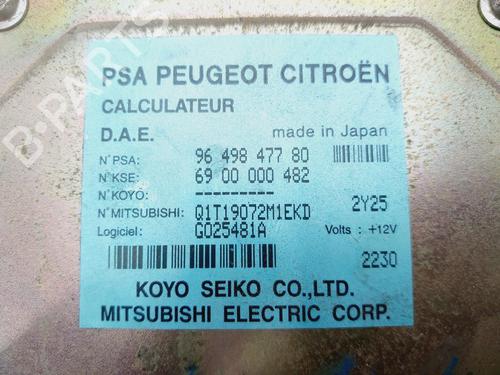 B-PARTS
PSA PEUGEOT CITROËN
CALCULATEUR
D.A.E. made in Japan
N° PSA: 96 498 477 80
N° KSE: 69 00 000 482
N° KOYO: ---------
N° MITSUBISHI: Q1T19072M1EKD 2Y25
Logiciel: G025481A Volts : +12V
2230
KOYO SEIKO CO.,LTD.
MITSUBISHI ELECTRIC CORP.